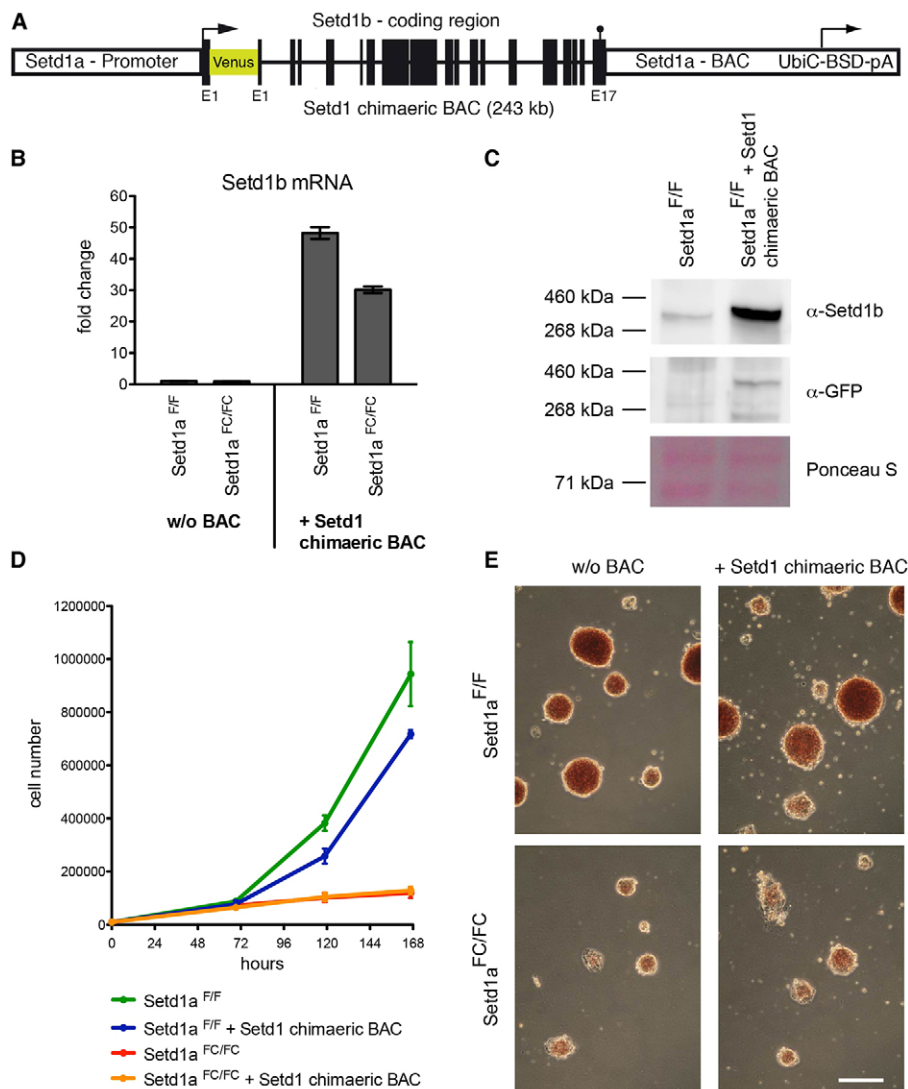 A
Setd1b - coding region
Setd1a - Promoter
Venus
Setd1a - BAC
UbiC-BSD-pA
E1
E1
E17
Setd1 chimaeric BAC (243 kb)
B
Setd1b mRNA
fold change
60
50
40
30
20
10
0
Setd1a F/F
Setd1a FC/FC
Setd1a F/F
Setd1a FC/FC
w/o BAC
+ Setd1
chimaeric BAC
C
Setd1a F/F
Setd1a F/F + Setd1
chimaeric BAC
460 kDa
268 kDa
α-Setd1b
460 kDa
268 kDa
α-GFP
71 kDa
Ponceau S
D
cell number
1200000
1000000
800000
600000
400000
200000
0
0 24 48 72 96 120 144 168
hours
Setd1a F/F
Setd1a F/F + Setd1 chimaeric BAC
Setd1a FC/FC
Setd1a FC/FC + Setd1 chimaeric BAC
E
w/o BAC
+ Setd1 chimaeric BAC
Setd1a F/F
Setd1a FC/FC